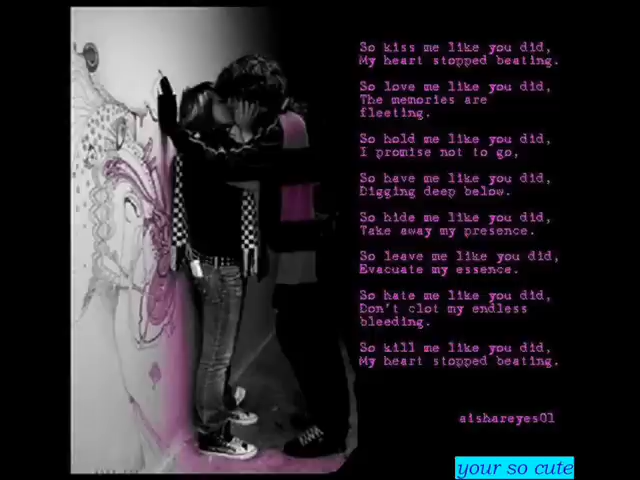 So kiss me like you did,
My heart stopped beating.
So love me like you did,
The memories are
fleeting.
So hold me like you did,
I promise not to go,
So have me like you did,
Digging deep below.
So hide me like you did,
Take away my presence.
So leave me like you did,
Evacuate my essence.
So hate me like you did,
Don't clot my endless
bleeding.
So kill me like you did,
My heart stopped beating.
aishareyes01
your so cute